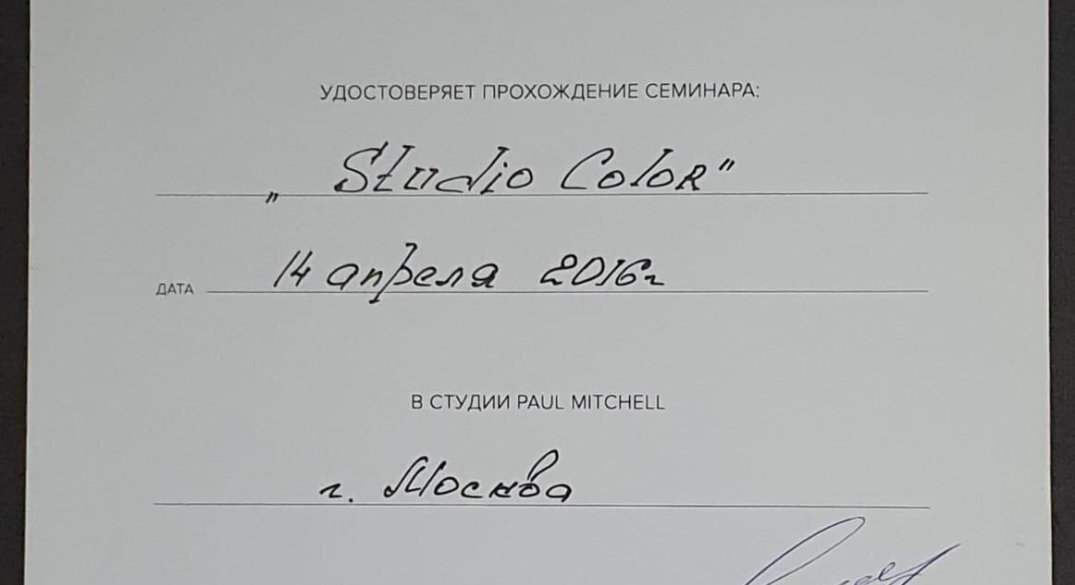 УДОСТОВЕРЯЕТ ПРОХОЖДЕНИЕ СЕМИНАРА:
„Studio Color"
ДАТА 14 апреля 2016г
В СТУДИИ PAUL MITCHELL
г. Москва